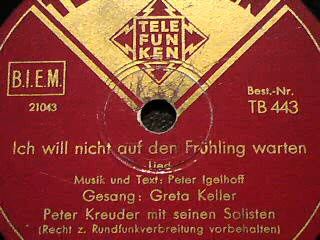 TELE
FUN
KEN
B.I.E.M.
21043
Best.-Nr.
TB 443
Ich will nicht auf den Frühling warten
Lied
Musik und Text: Peter Igelhoff
Gesang: Greta Keller
Peter Kreuder mit seinen Solisten
(Recht z. Rundfunkverbreitung vorbehalten)